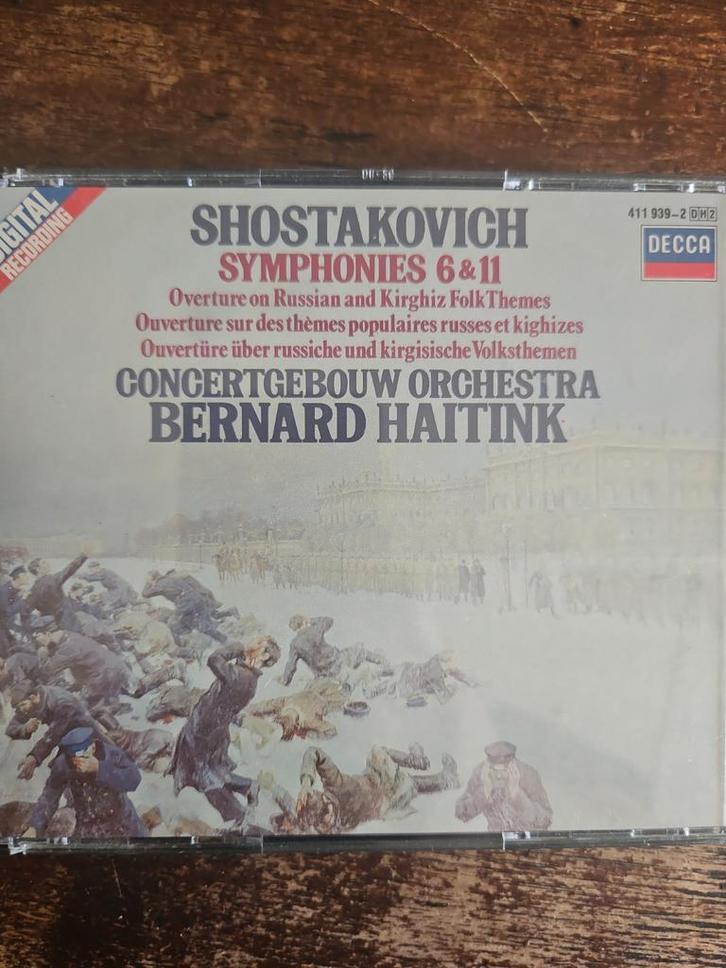 DIGITAL
RECORDING
SHOSTAKOVICH
411 939-2 DH2
DECCA
SYMPHONIES 6 & 11
Overture on Russian and Kirghiz Folk Themes
Ouverture sur des thèmes populaires russes et kighizes
Ouvertüre über russiche und kirgisische Volksthemen
CONCERTGEBOUW ORCHESTRA
BERNARD HAITINK